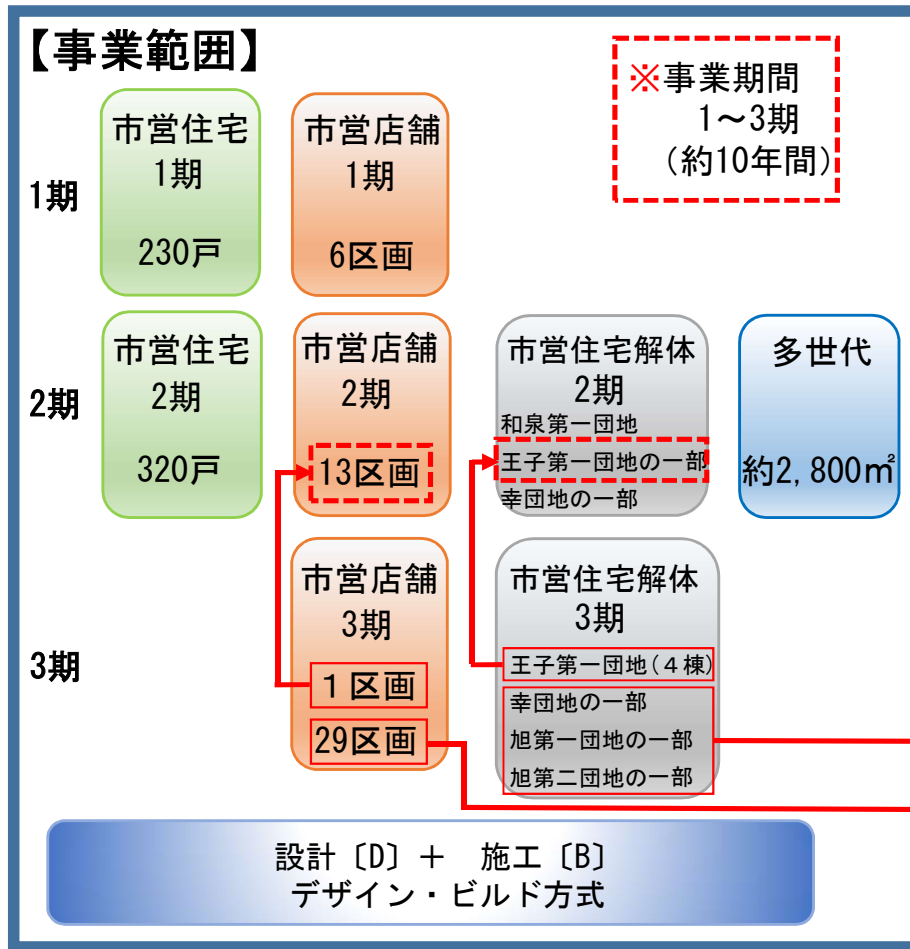 【事業範囲】
※事業期間
1～3期
（約10年間）
1期
市営住宅
1期
230戸
市営店舗
1期
6区画
2期
市営住宅
2期
320戸
市営店舗
2期
13区画
市営住宅解体
2期
和泉第一団地
王子第一団地の一部
幸団地の一部
多世代
約2,800㎡
3期
市営店舗
3期
1区画
29区画
市営住宅解体
3期
王子第一団地(4棟)
幸団地の一部
旭第一団地の一部
旭第二団地の一部
設計〔D〕＋　施工〔B〕
デザイン・ビルド方式